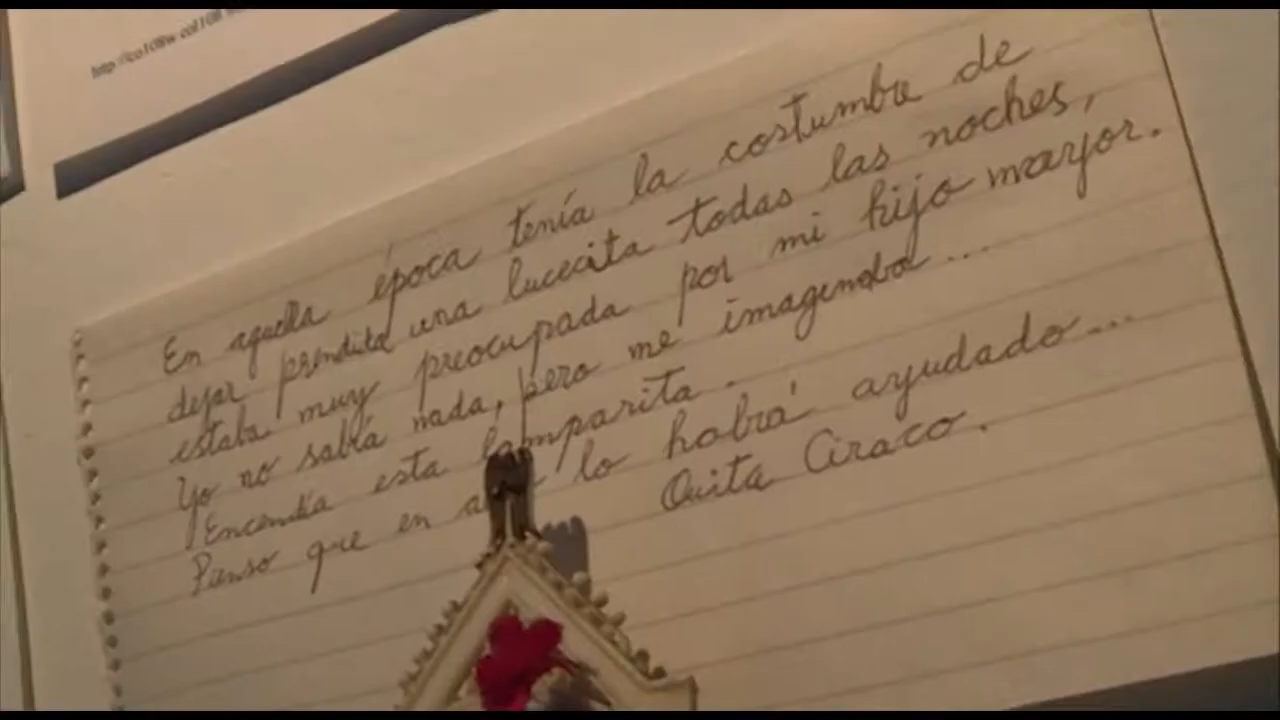 En aquella época tenía la costumbre de
dejar prendida una lucecita todas las noches,
estaba muy preocupada por mi hijo mayor.
Yo no sabía nada, pero me imaginaba...
Encendía esta lamparita.
Pienso que en lo habrá ayudado...
Ciraco.